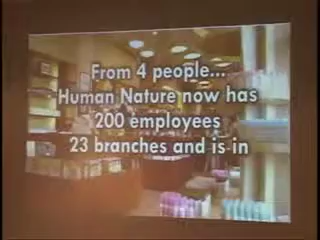 From 4 people...
Human Nature now has
200 employees
23 branches and is in